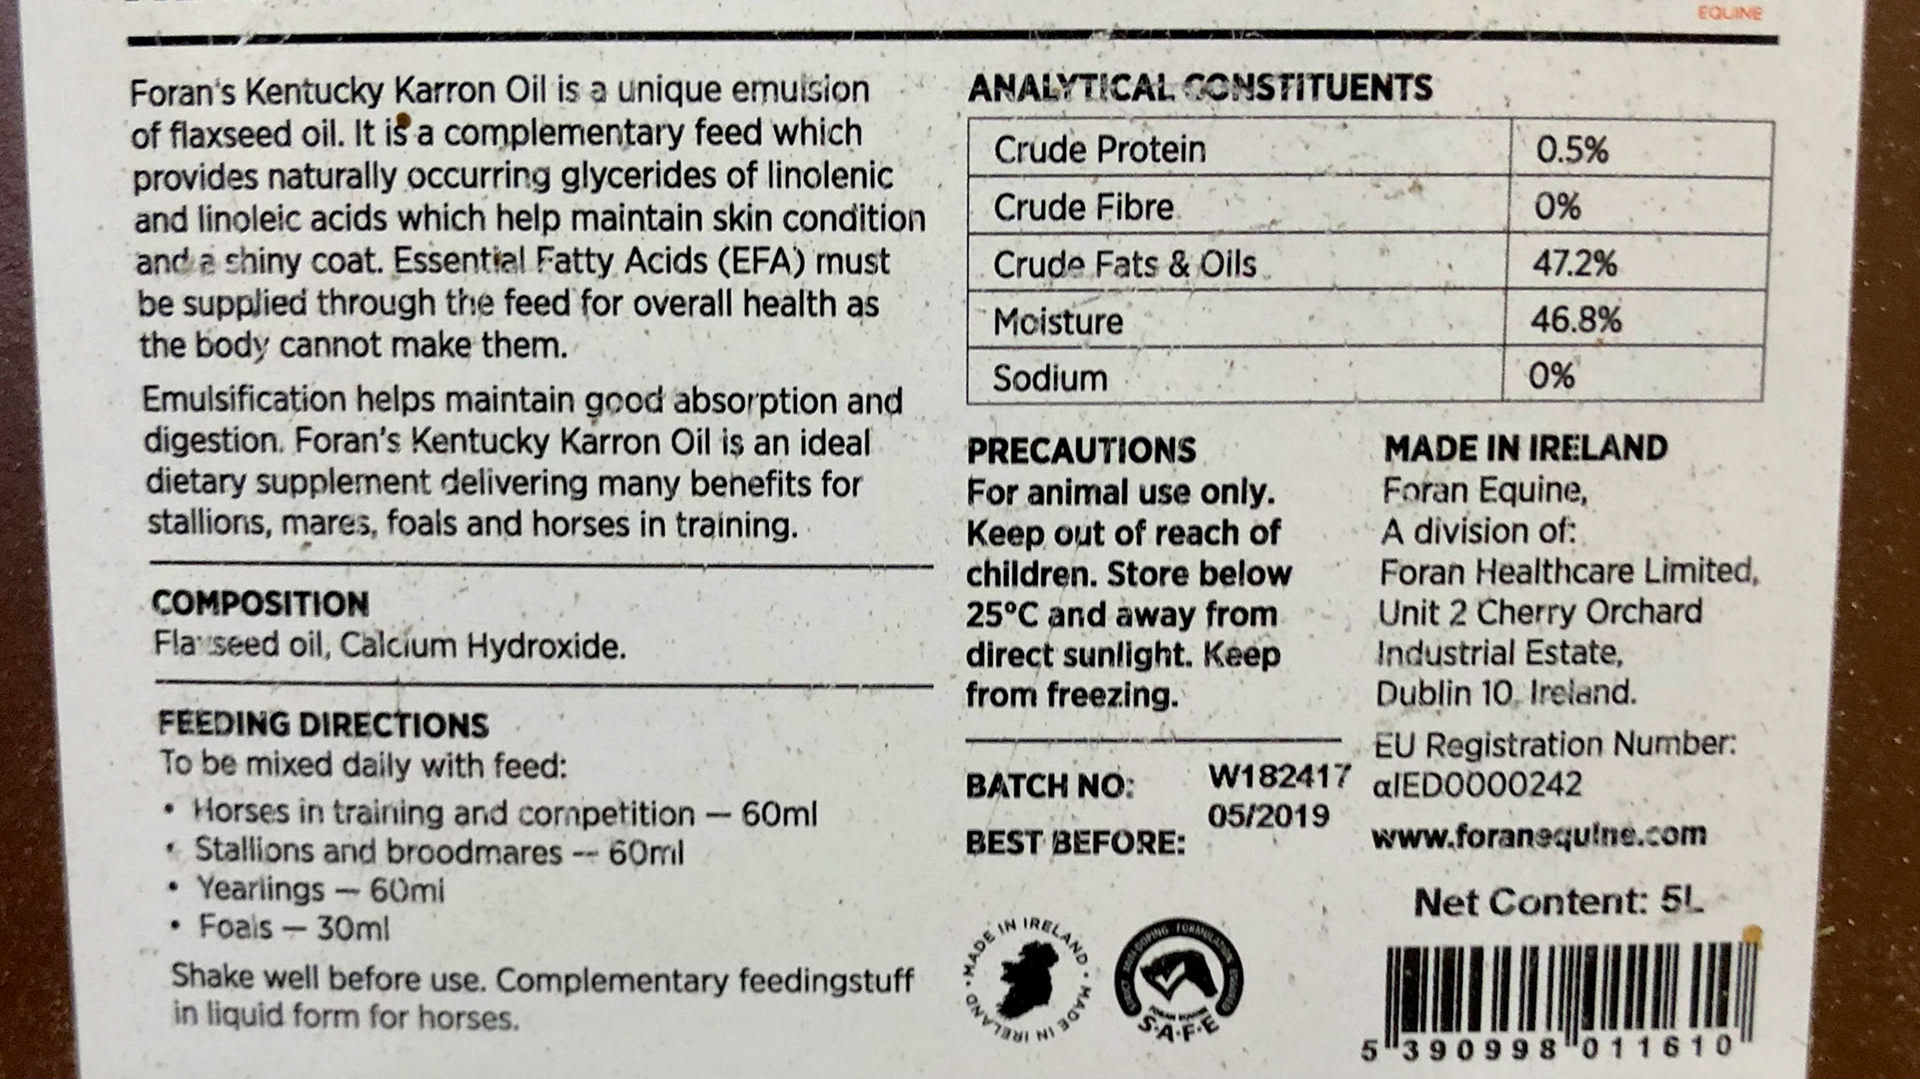 EQUINE
Foran's Kentucky Karron Oil is a unique emulsion
of flaxseed oil. It is a complementary feed which
provides naturally occurring glycerides of linolenic
and linoleic acids which help maintain skin condition
and a shiny coat. Essential Fatty Acids (EFA) must
be supplied through the feed for overall health as
the body cannot make them.
Emulsification helps maintain good absorption and
digestion. Foran's Kentucky Karron Oil is an ideal
dietary supplement delivering many benefits for
stallions, mares, foals and horses in training.
COMPOSITION
Flaxseed oil, Calcium Hydroxide.
FEEDING DIRECTIONS
To be mixed daily with feed:
• Horses in training and competition — 60ml
• Stallions and broodmares — 60ml
• Yearlings — 60ml
• Foals — 30ml
Shake well before use. Complementary feedingstuff
in liquid form for horses.
ANALYTICAL CONSTITUENTS
Crude Protein 0.5%
Crude Fibre 0%
Crude Fats & Oils 47.2%
Moisture 46.8%
Sodium 0%
PRECAUTIONS
For animal use only.
Keep out of reach of
children. Store below
25°C and away from
direct sunlight. Keep
from freezing.
BATCH NO: W182417
05/2019
BEST BEFORE:
MADE IN IRELAND • MADE IN IRELAND •
S•A•F•E
MADE IN IRELAND
Foran Equine,
A division of:
Foran Healthcare Limited,
Unit 2 Cherry Orchard
Industrial Estate,
Dublin 10, Ireland.
EU Registration Number:
αIED0000242
www.foranequine.com
Net Content: 5L
5 390998 011610